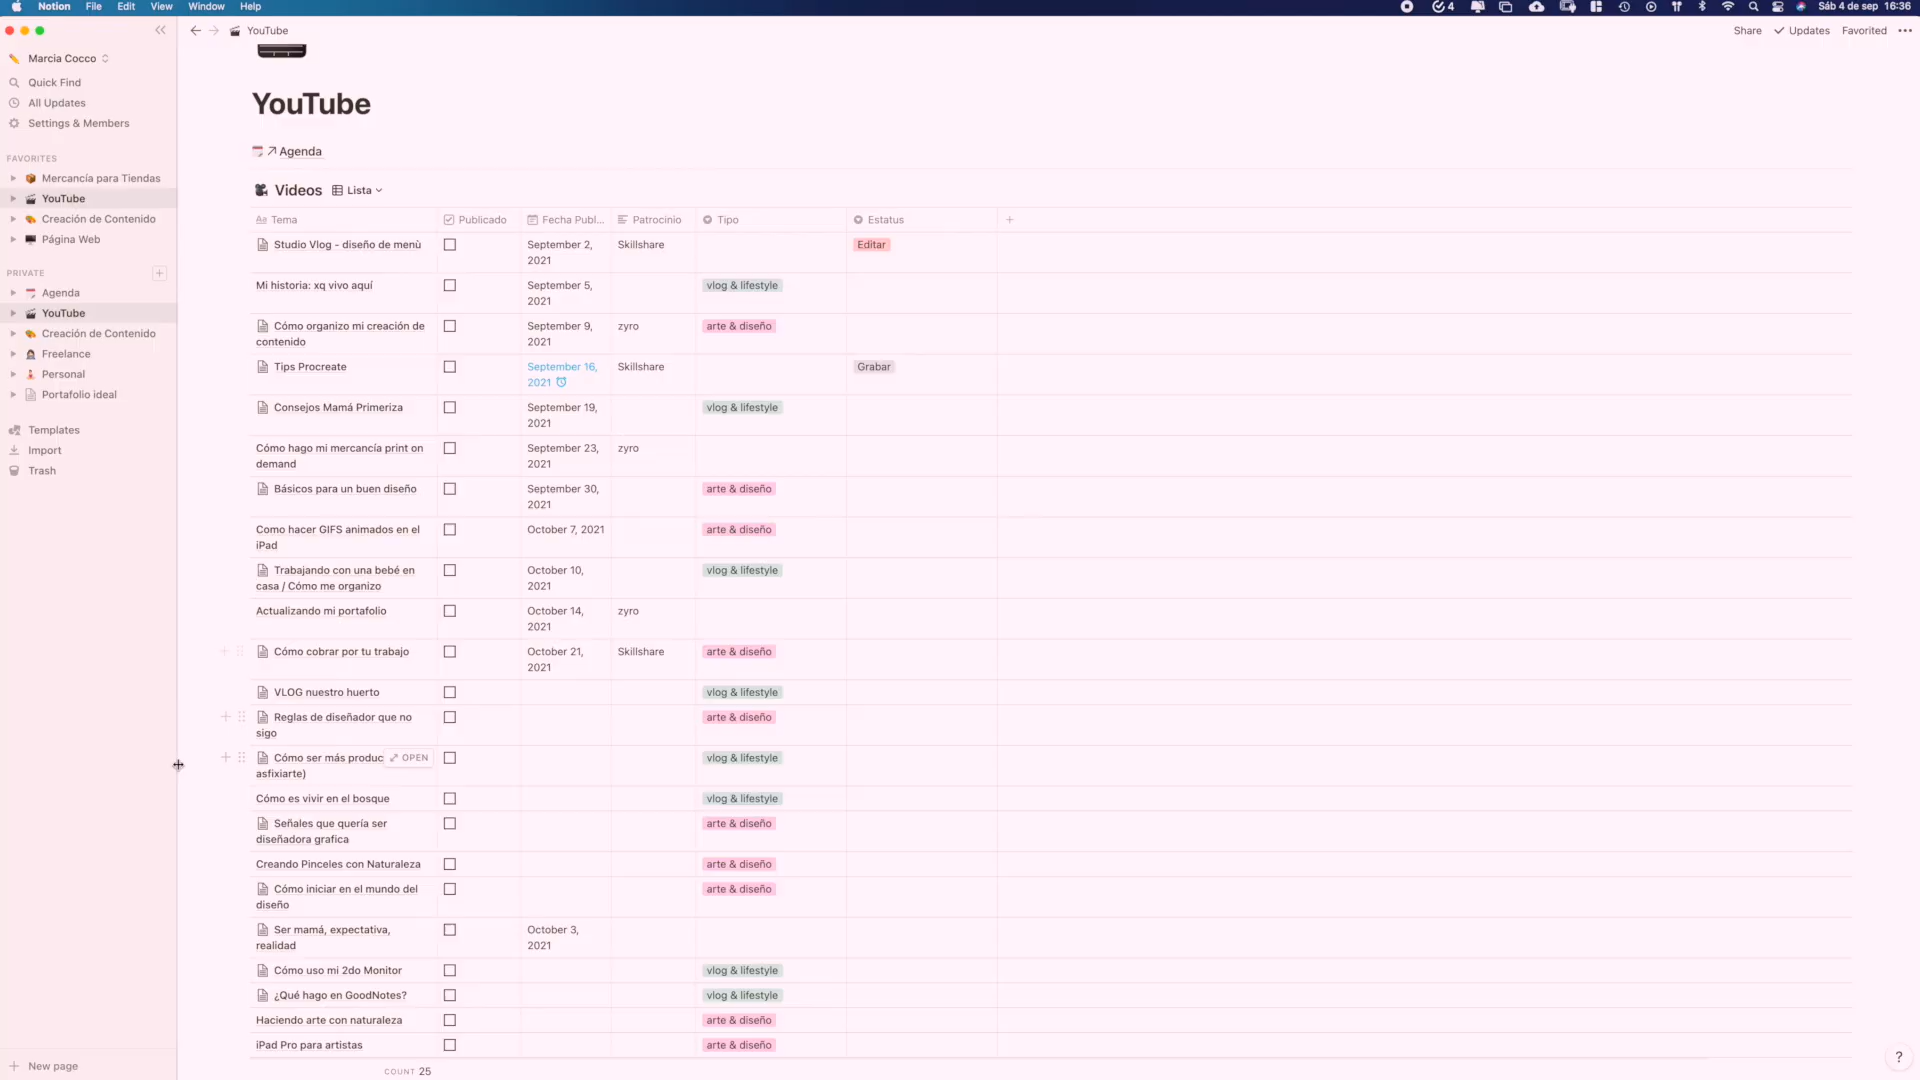 Notion File Edit View Window Help 4 Sáb 4 de sep 16:36
YouTube Share Updates Favorited
Marcia Cocco
Quick Find
All Updates
Settings & Members
FAVORITES
Mercancía para Tiendas
YouTube
Creación de Contenido
Página Web
PRIVATE
Agenda
YouTube
Creación de Contenido
Freelance
Personal
Portafolio ideal
Templates
Import
Trash
New page
YouTube
Agenda
Videos Lista
Aa Tema Publicado Fecha Publ... Patrocinio Tipo Estatus
Studio Vlog - diseño de menù September 2, Skillshare Editar
2021
Mi historia: xq vivo aquí September 5, vlog & lifestyle
2021
Cómo organizo mi creación de September 9, zyro arte & diseño
contenido 2021
Tips Procreate September 16, Skillshare Grabar
2021
Consejos Mamá Primeriza September 19, vlog & lifestyle
2021
Cómo hago mi mercancía print on September 23, zyro
demand 2021
Básicos para un buen diseño September 30, arte & diseño
2021
Como hacer GIFS animados en el October 7, 2021 arte & diseño
iPad
Trabajando con una bebé en October 10, vlog & lifestyle
casa / Cómo me organizo 2021
Actualizando mi portafolio October 14, zyro
2021
Cómo cobrar por tu trabajo October 21, Skillshare arte & diseño
2021
VLOG nuestro huerto vlog & lifestyle
Reglas de diseñador que no arte & diseño
sigo
Cómo ser más produc OPEN vlog & lifestyle
asfixiarte)
Cómo es vivir en el bosque vlog & lifestyle
Señales que quería ser arte & diseño
diseñadora grafica
Creando Pinceles con Naturaleza arte & diseño
Cómo iniciar en el mundo del arte & diseño
diseño
Ser mamá, expectativa, October 3,
realidad 2021
Cómo uso mi 2do Monitor vlog & lifestyle
¿Qué hago en GoodNotes? vlog & lifestyle
Haciendo arte con naturaleza arte & diseño
iPad Pro para artistas arte & diseño
COUNT 25
?